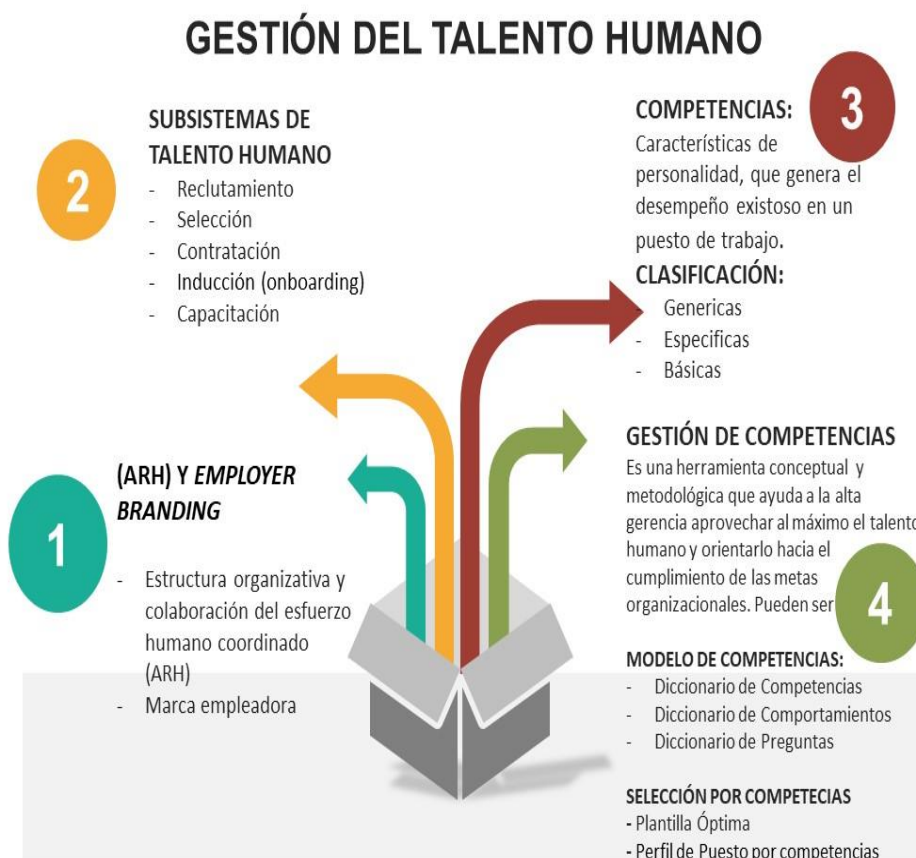 GESTIÓN DEL TALENTO HUMANO
1
(ARH) Y EMPLOYER
BRANDING
- Estructura organizativa y
colaboración del esfuerzo
humano coordinado
(ARH)
- Marca empleadora
2
SUBSISTEMAS DE
TALENTO HUMANO
- Reclutamiento
- Selección
- Contratación
- Inducción (onboarding)
- Capacitación
3
COMPETENCIAS:
Características de
personalidad, que genera el
desempeño existoso en un
puesto de trabajo.
CLASIFICACIÓN:
- Genericas
- Especificas
- Básicas
4
GESTIÓN DE COMPETENCIAS
Es una herramienta conceptual y
metodológica que ayuda a la alta
gerencia aprovechar al máximo el talento
humano y orientarlo hacia el
cumplimiento de las metas
organizacionales. Pueden ser
MODELO DE COMPETENCIAS:
- Diccionario de Competencias
- Diccionario de Comportamientos
- Diccionario de Preguntas
SELECCIÓN POR COMPETECIAS
- Plantilla Óptima
- Perfil de Puesto por competencias